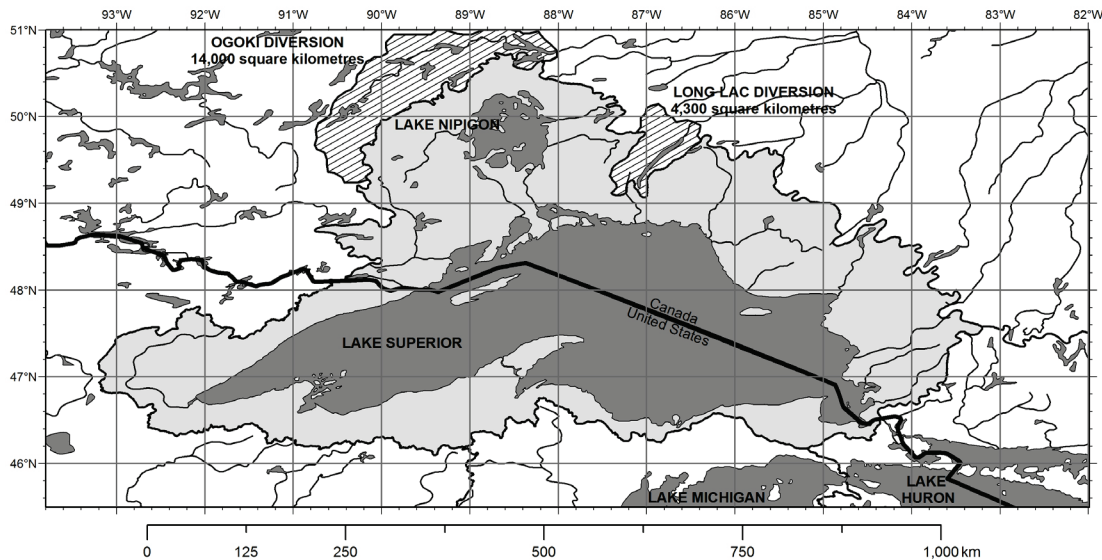 93°W 92°W 91°W 90°W 89°W 88°W 87°W 86°W 85°W 84°W 83°W 82°W
51°N
OGOKI DIVERSION
14,000 square kilometres
LONG LAC DIVERSION
4,300 square kilometres
50°N
LAKE NIPIGON
49°N
48°N
Canada
United States
LAKE SUPERIOR
47°N
46°N
LAKE MICHIGAN
LAKE
HURON
0 125 250 500 750 1,000 km